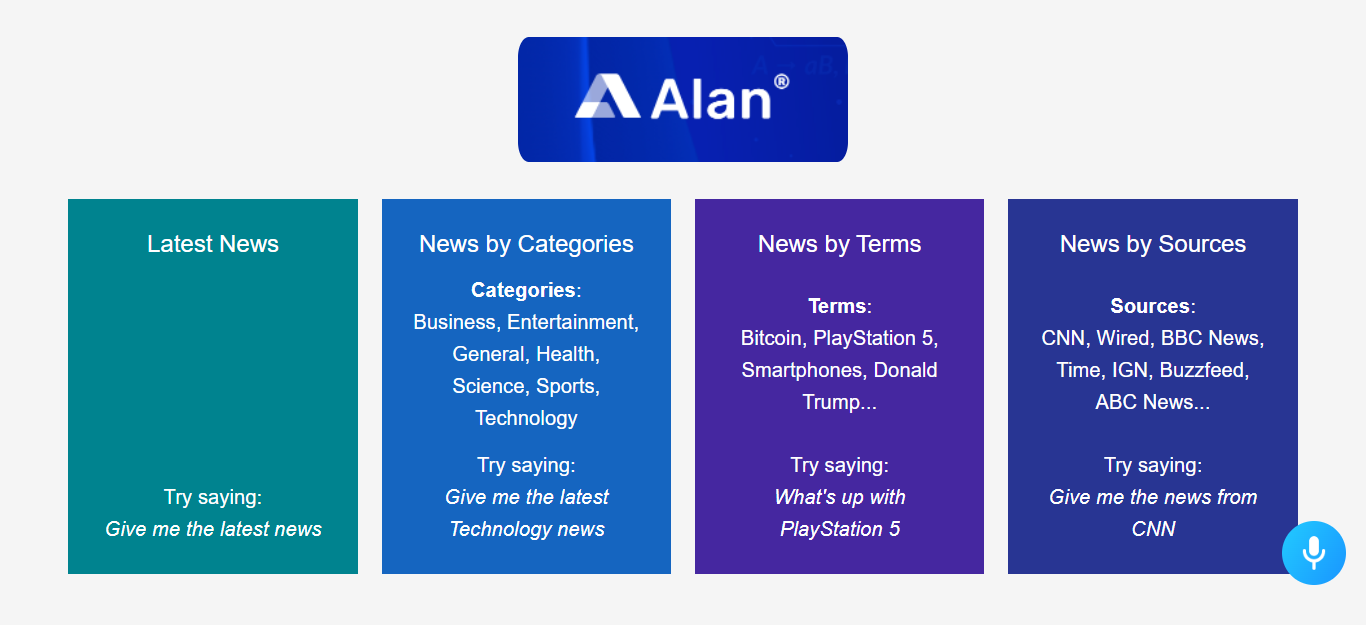 Alan®
Latest News
Try saying:
Give me the latest news
News by Categories
Categories:
Business, Entertainment,
General, Health,
Science, Sports,
Technology
Try saying:
Give me the latest
Technology news
News by Terms
Terms:
Bitcoin, PlayStation 5,
Smartphones, Donald
Trump...
Try saying:
What's up with
PlayStation 5
News by Sources
Sources:
CNN, Wired, BBC News,
Time, IGN, Buzzfeed,
ABC News...
Try saying:
Give me the news from
CNN